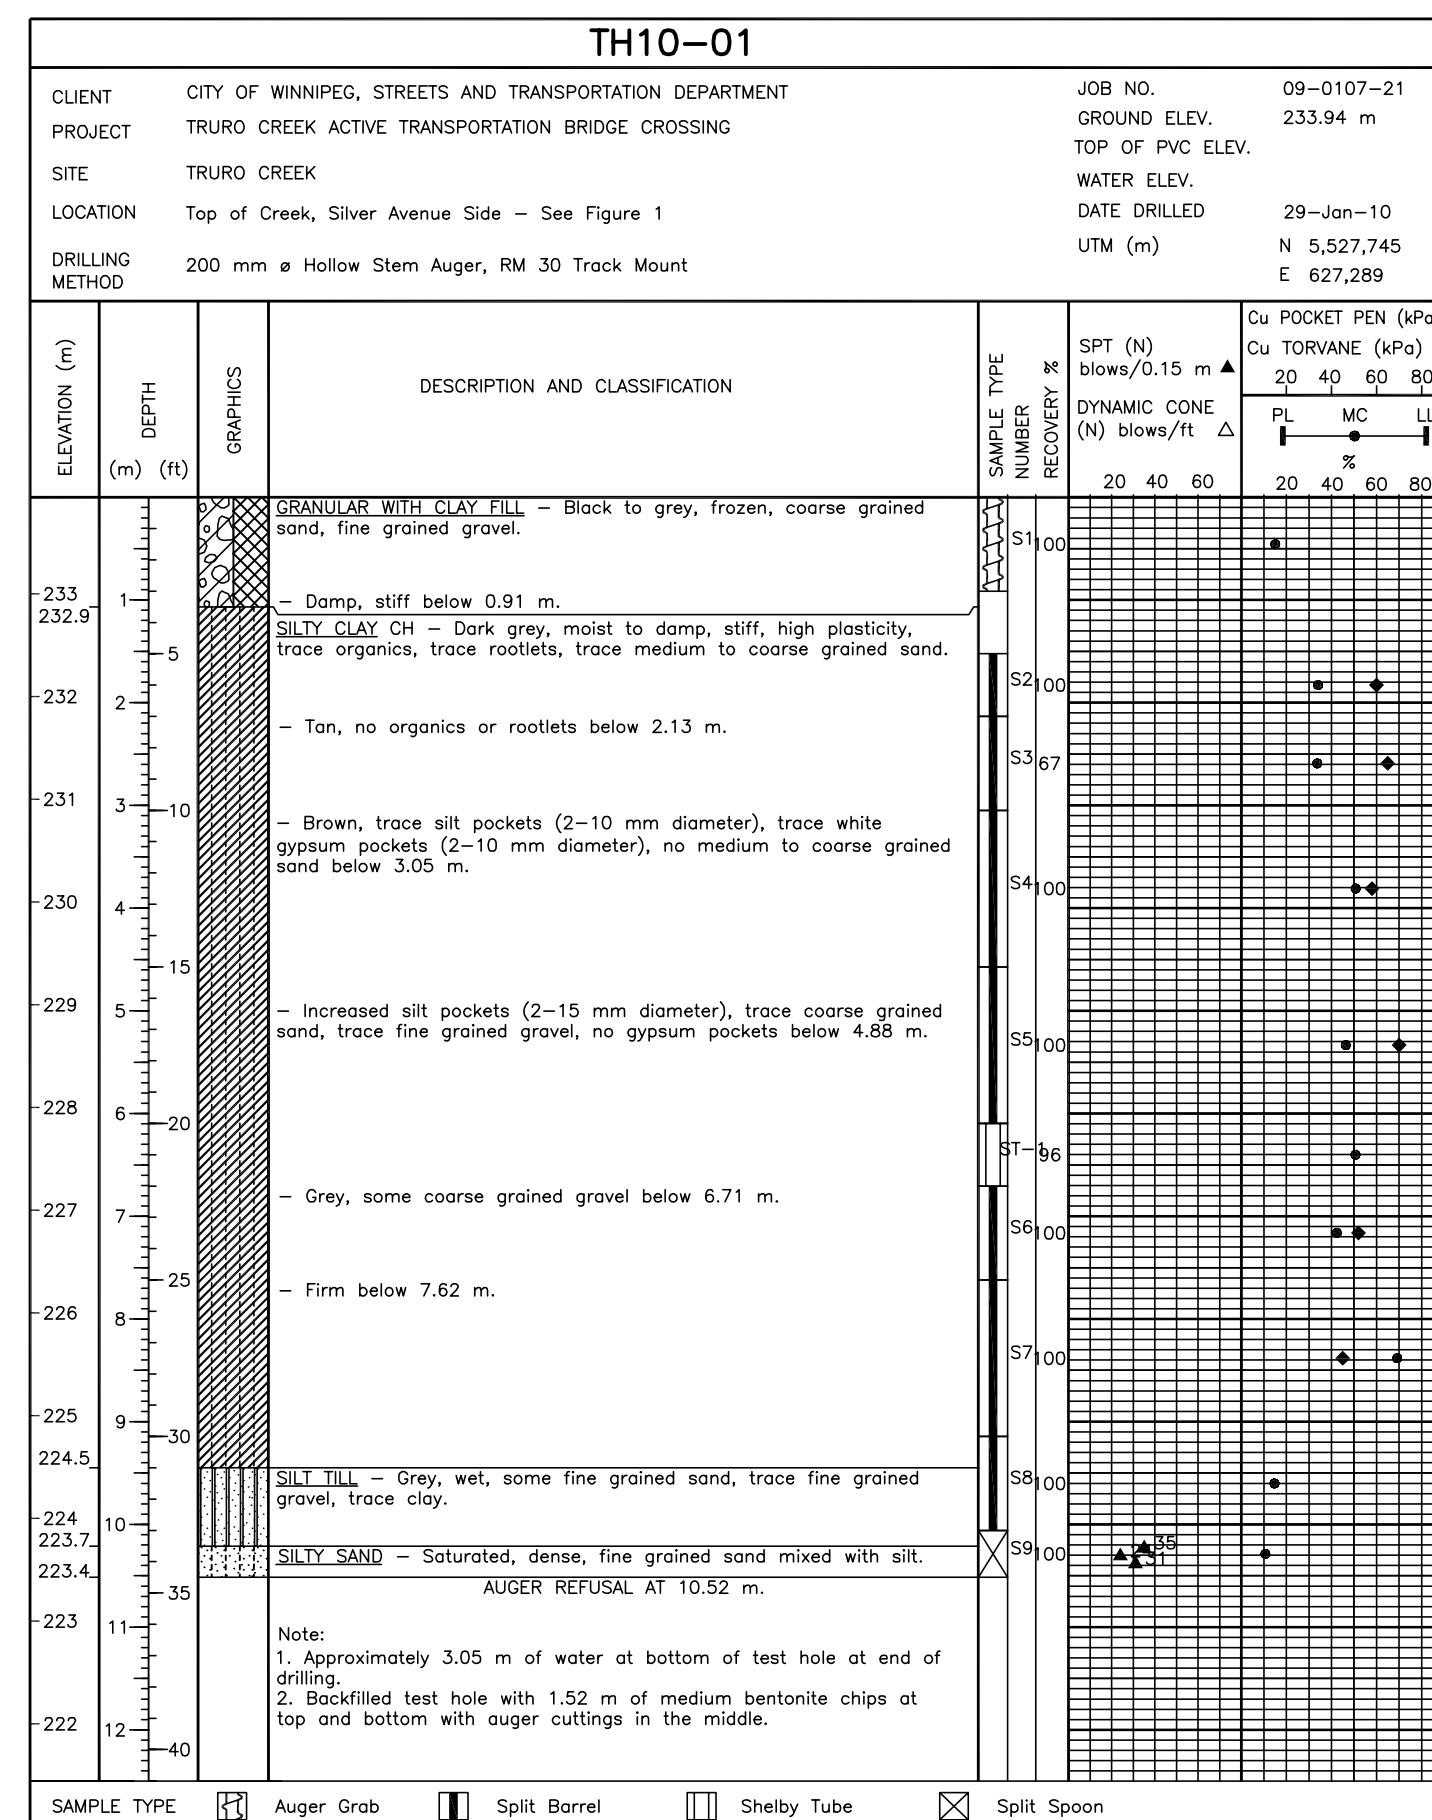 TH10-01
CLIENT CITY OF WINNIPEG, STREETS AND TRANSPORTATION DEPARTMENT
PROJECT TRURO CREEK ACTIVE TRANSPORTATION BRIDGE CROSSING
SITE TRURO CREEK
LOCATION Top of Creek, Silver Avenue Side - See Figure 1
DRILLING METHOD 200 mm ø Hollow Stem Auger, RM 30 Track Mount
JOB NO. 09-0107-21
GROUND ELEV. 233.94 m
TOP OF PVC ELEV.
WATER ELEV.
DATE DRILLED 29-Jan-10
UTM (m) N 5,527,745
E 627,289
ELEVATION (m)
DEPTH
(m) (ft)
GRAPHICS
DESCRIPTION AND CLASSIFICATION
SAMPLE TYPE
NUMBER
RECOVERY %
SPT (N)
blows/0.15 m ▲
DYNAMIC CONE
(N) blows/ft △
20 40 60
Cu POCKET PEN (kPa
Cu TORVANE (kPa)
20 40 60 80
PL MC LL
%
20 40 60 80
GRANULAR WITH CLAY FILL - Black to grey, frozen, coarse grained
sand, fine grained gravel.
S1 100
233
1
- Damp, stiff below 0.91 m.
232.9
SILTY CLAY CH - Dark grey, moist to damp, stiff, high plasticity,
trace organics, trace rootlets, trace medium to coarse grained sand.
5
S2 100
232
2
- Tan, no organics or rootlets below 2.13 m.
S3 67
231
3
10
- Brown, trace silt pockets (2-10 mm diameter), trace white
gypsum pockets (2-10 mm diameter), no medium to coarse grained
sand below 3.05 m.
S4 100
230
4
15
229
5
- Increased silt pockets (2-15 mm diameter), trace coarse grained
sand, trace fine grained gravel, no gypsum pockets below 4.88 m.
S5 100
228
6
20
ST-1 96
- Grey, some coarse grained gravel below 6.71 m.
227
7
S6 100
25
- Firm below 7.62 m.
226
8
S7 100
225
9
30
224.5
SILT TILL - Grey, wet, some fine grained sand, trace fine grained
gravel, trace clay.
S8 100
224
10
223.7
SILTY SAND - Saturated, dense, fine grained sand mixed with silt.
S9 100
35
31
223.4
AUGER REFUSAL AT 10.52 m.
35
223
11
Note:
1. Approximately 3.05 m of water at bottom of test hole at end of
drilling.
2. Backfilled test hole with 1.52 m of medium bentonite chips at
top and bottom with auger cuttings in the middle.
222
12
40
SAMPLE TYPE Auger Grab Split Barrel Shelby Tube Split Spoon